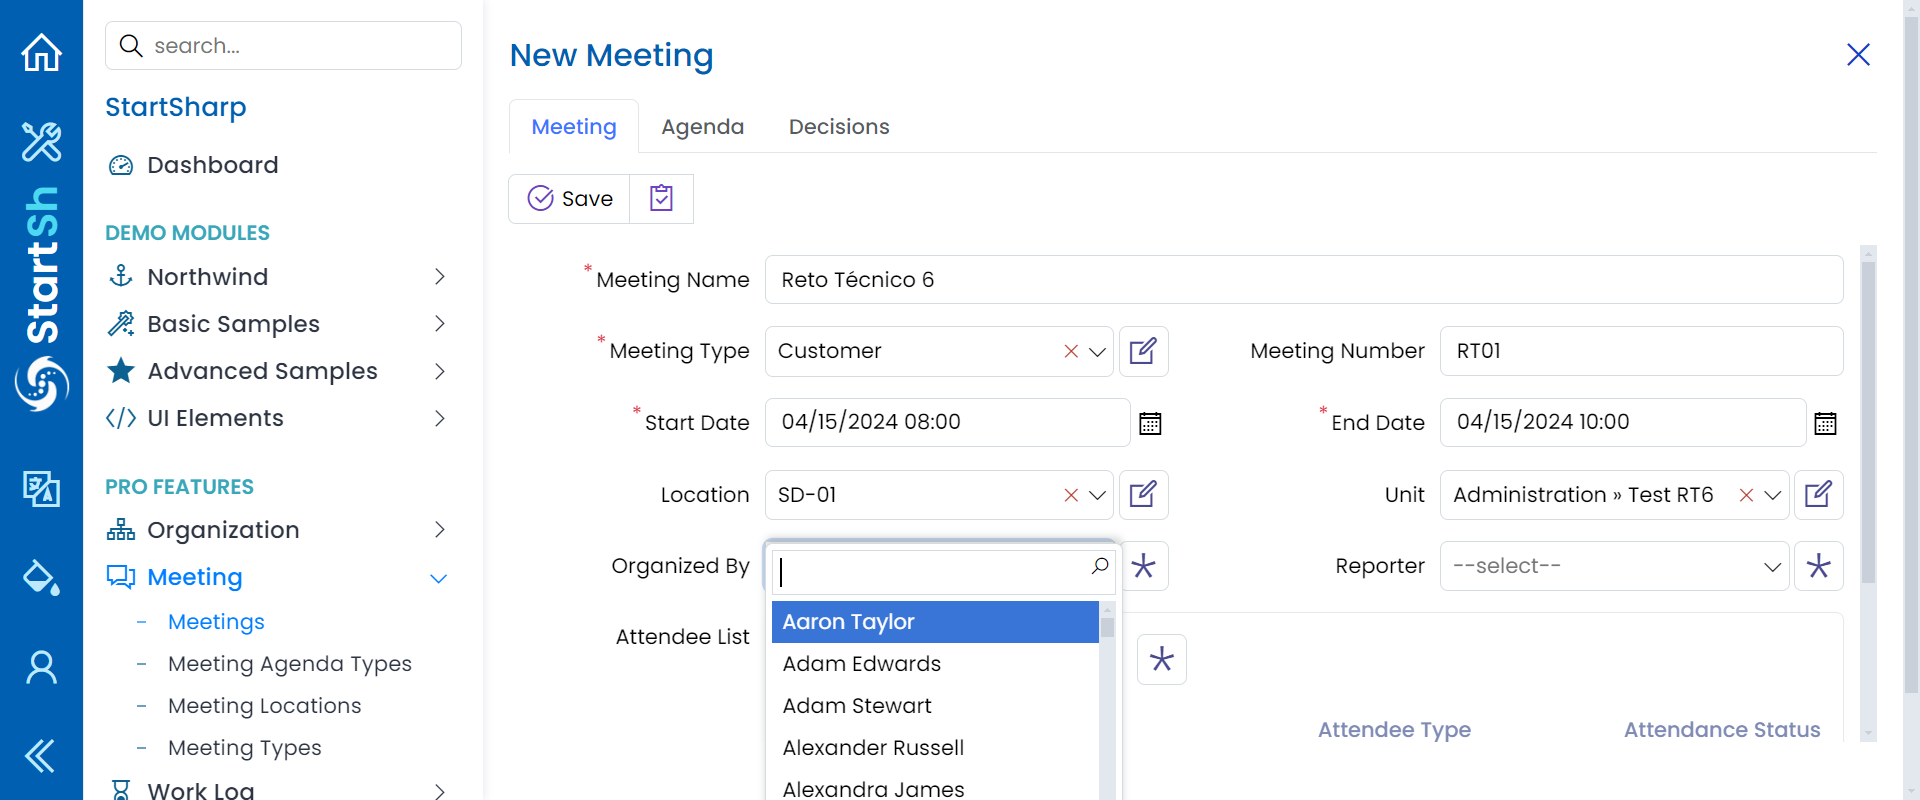 search...
StartSharp
Dashboard
DEMO MODULES
Northwind
Basic Samples
Advanced Samples
UI Elements
PRO FEATURES
Organization
Meeting
Meetings
Meeting Agenda Types
Meeting Locations
Meeting Types
Work Log
StartSh
New Meeting
Meeting
Agenda
Decisions
Save
*Meeting Name
Reto Técnico 6
*Meeting Type
Customer
Meeting Number
RT01
*Start Date
04/15/2024 08:00
*End Date
04/15/2024 10:00
Location
SD-01
Unit
Administration » Test RT6
Organized By
Reporter
--select--
Attendee List
Aaron Taylor
Adam Edwards
Adam Stewart
Alexander Russell
Alexandra James
Attendee Type
Attendance Status